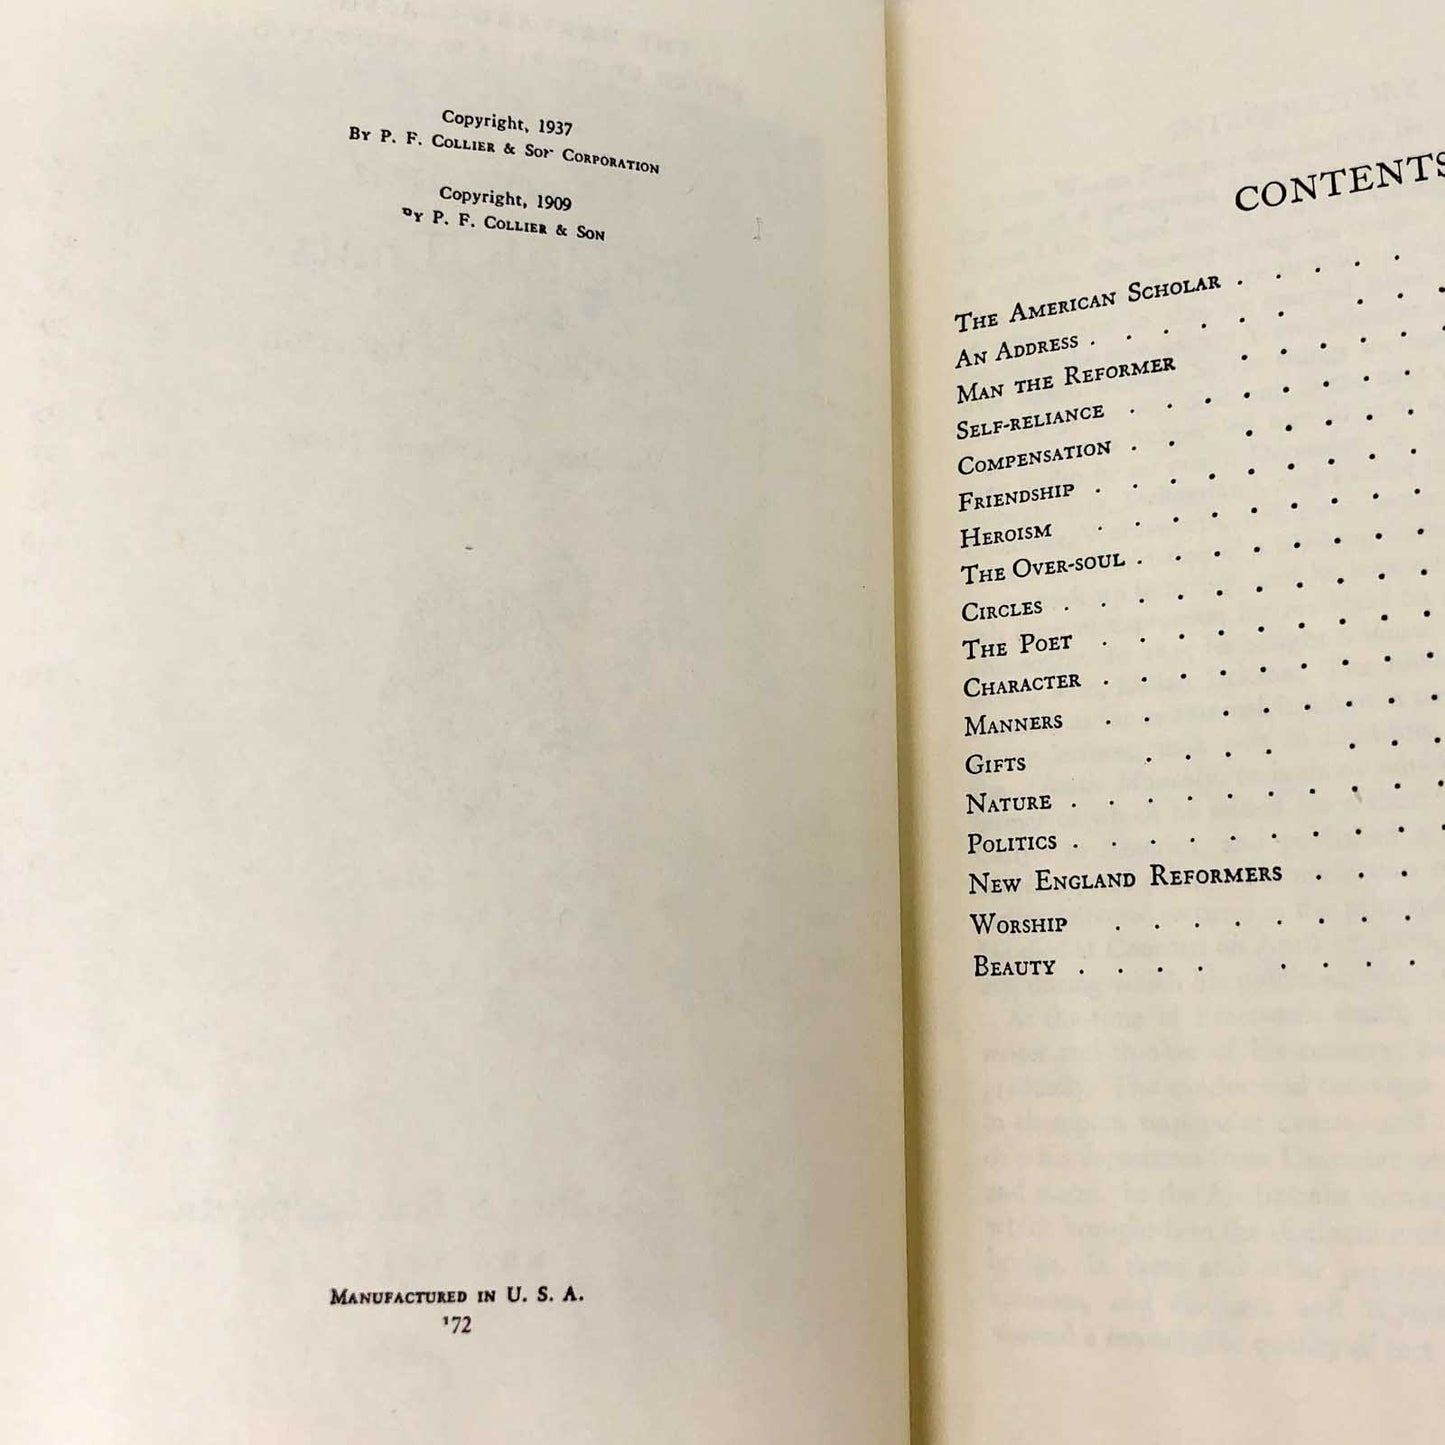 Copyright, 1937
By P. F. Collier & Son Corporation
Copyright, 1909
By P. F. Collier & Son
Manufactured in U. S. A.
172
CONTENTS
The American Scholar . . . . .
An Address . . . . . . . . .
Man the Reformer . . . . . .
Self-reliance . . . . . . . .
Compensation . . . . . . .
Friendship . . . . . . . . .
Heroism . . . . . . . . .
The Over-soul . . . . . . . .
Circles . . . . . . . . . .
The Poet . . . . . . . . .
Character . . . . . . . . .
Manners . . . . . . . .
Gifts . . . . . . .
Nature . . . . . . . . . .
Politics . . . . . . . . . .
New England Reformers . . .
Worship . . . . . . . .
Beauty . . . . . . . .